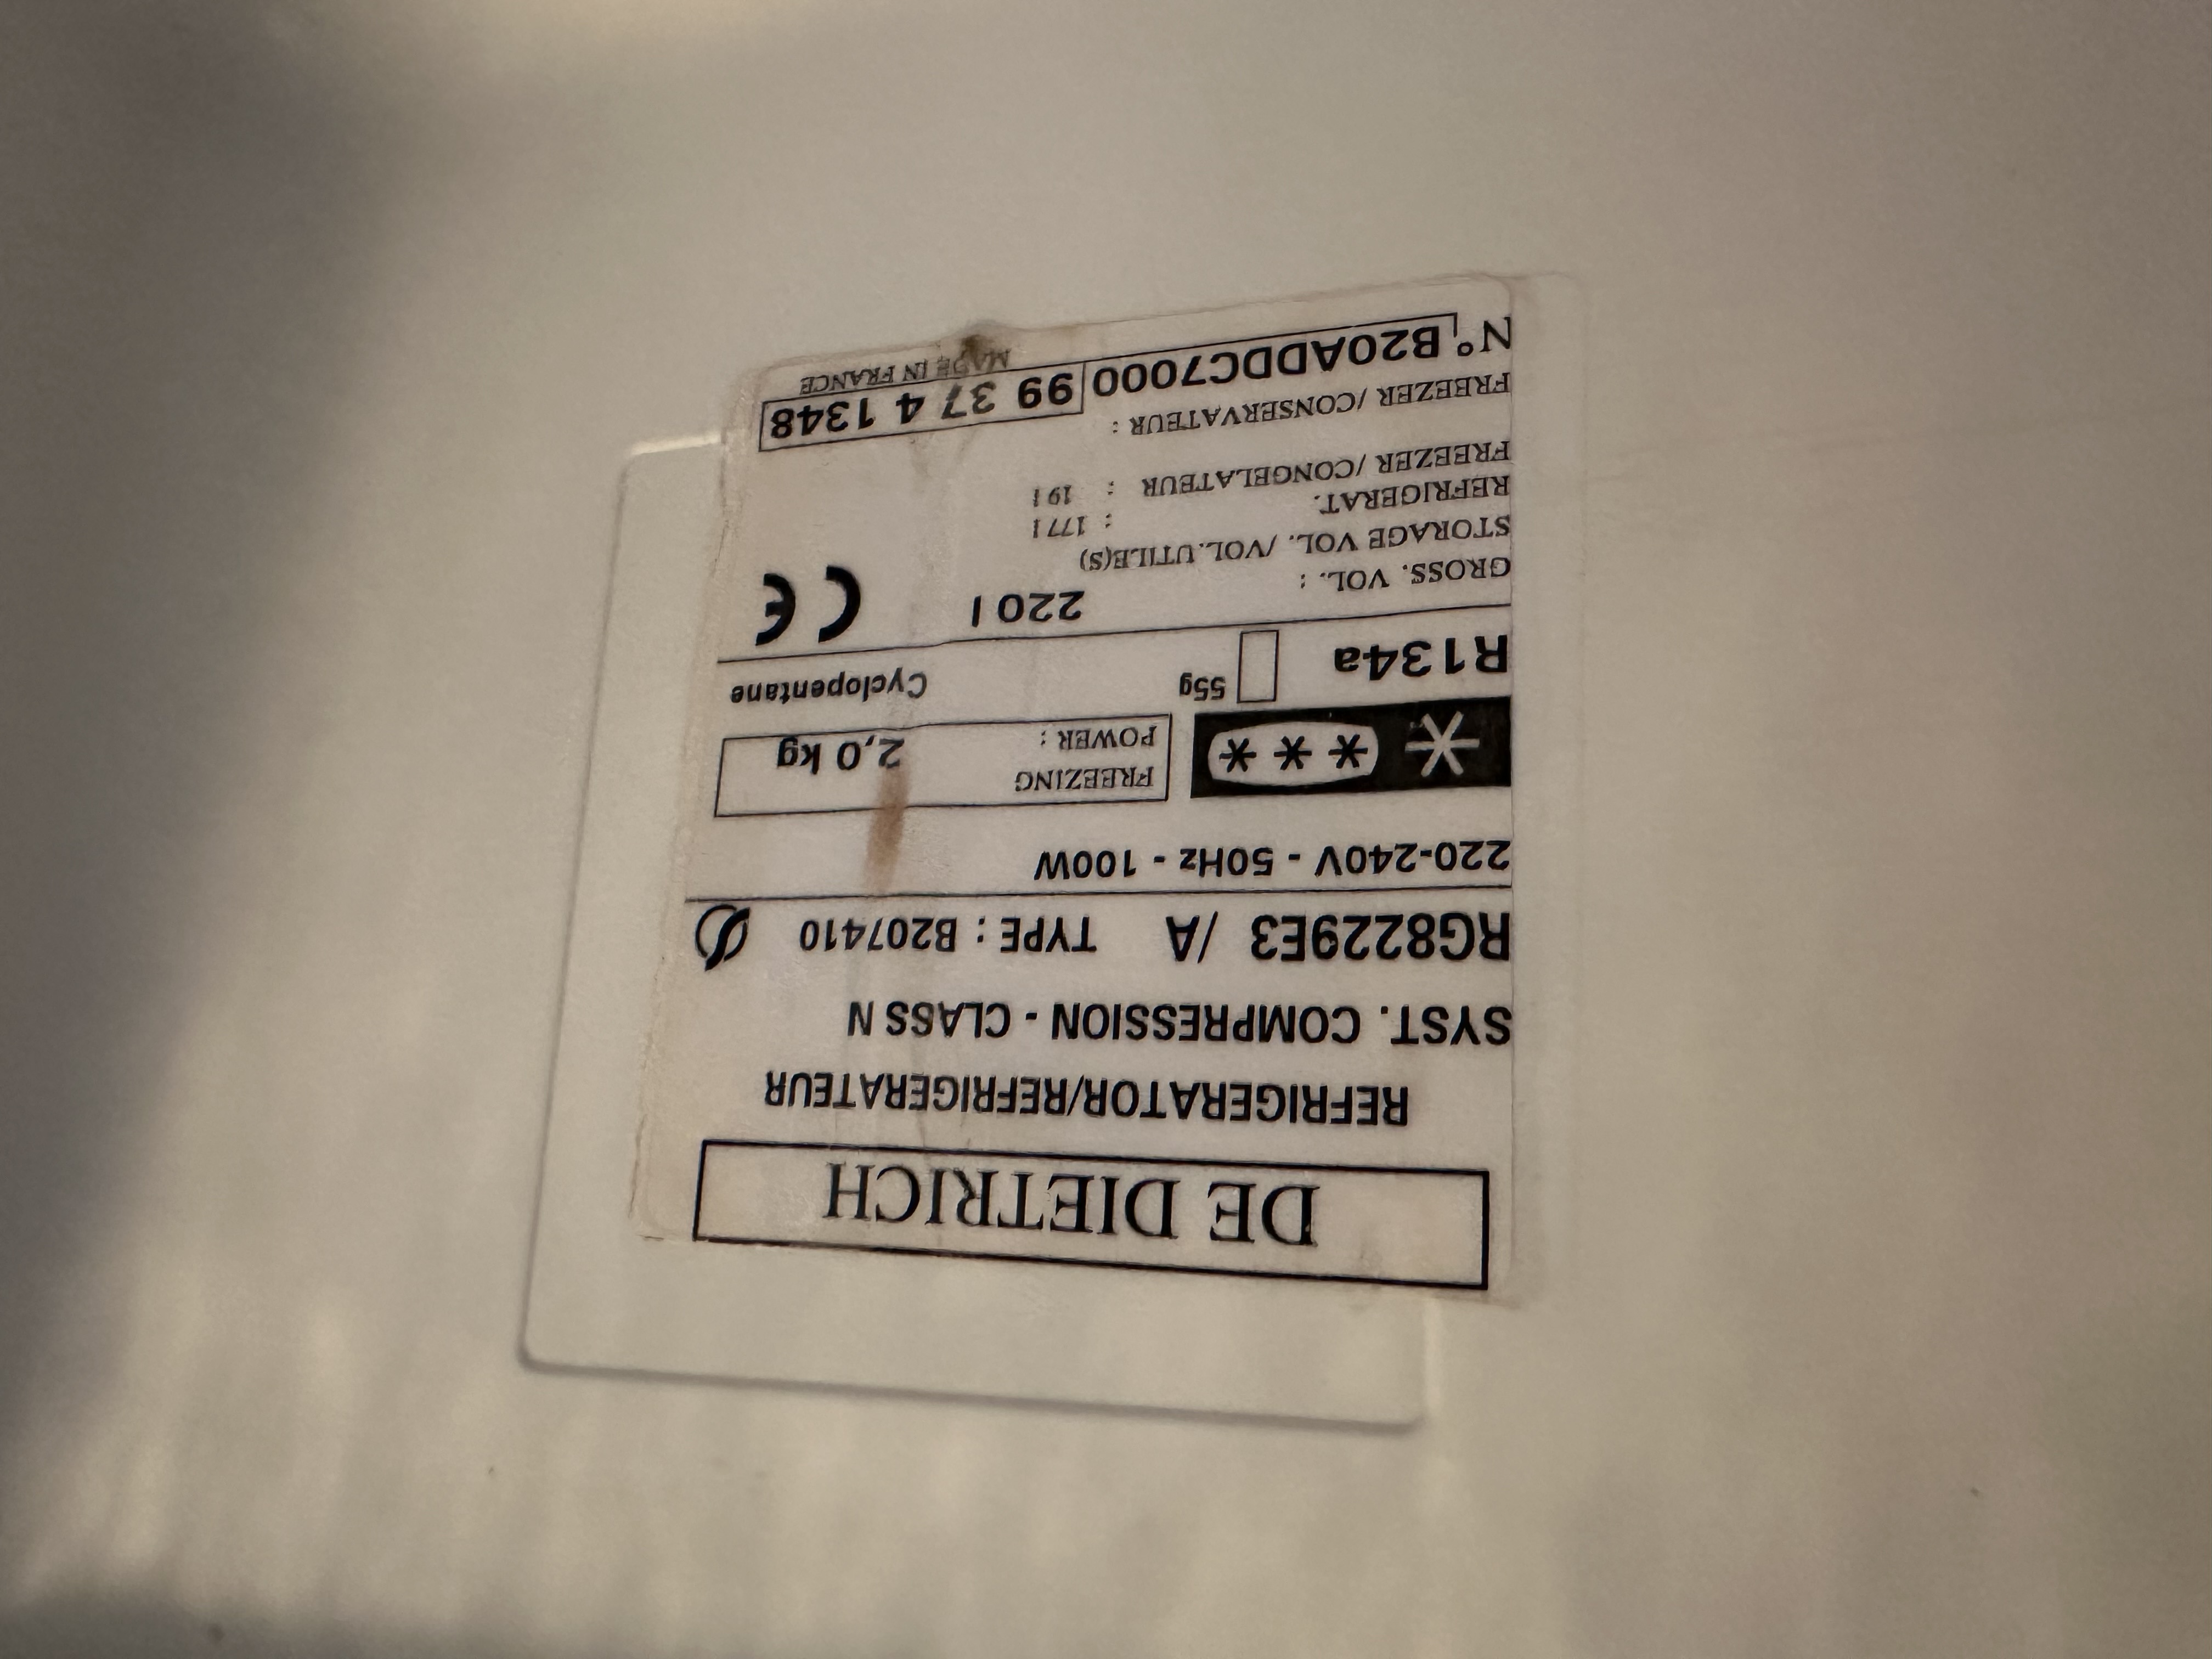 DE DIETRICH
REFRIGERATOR/REFRIGERATEUR
SYST. COMPRESSION - CLASS N
RG8229E3 /A TYPE : B207410
220-240V - 50Hz - 100W
* *** FREEZING
POWER : 2,0 kg
R134a 55g Cyclopentane
GROSS. VOL. : 220 l CE
STORAGE VOL. /VOL.UTILE(S)
REFRIGERAT. : 177 l
FREEZER /CONGELATEUR : 19 l
FREEZER /CONSERVATEUR :
N° B20ADDC7000 99 37 4 1348
MADE IN FRANCE